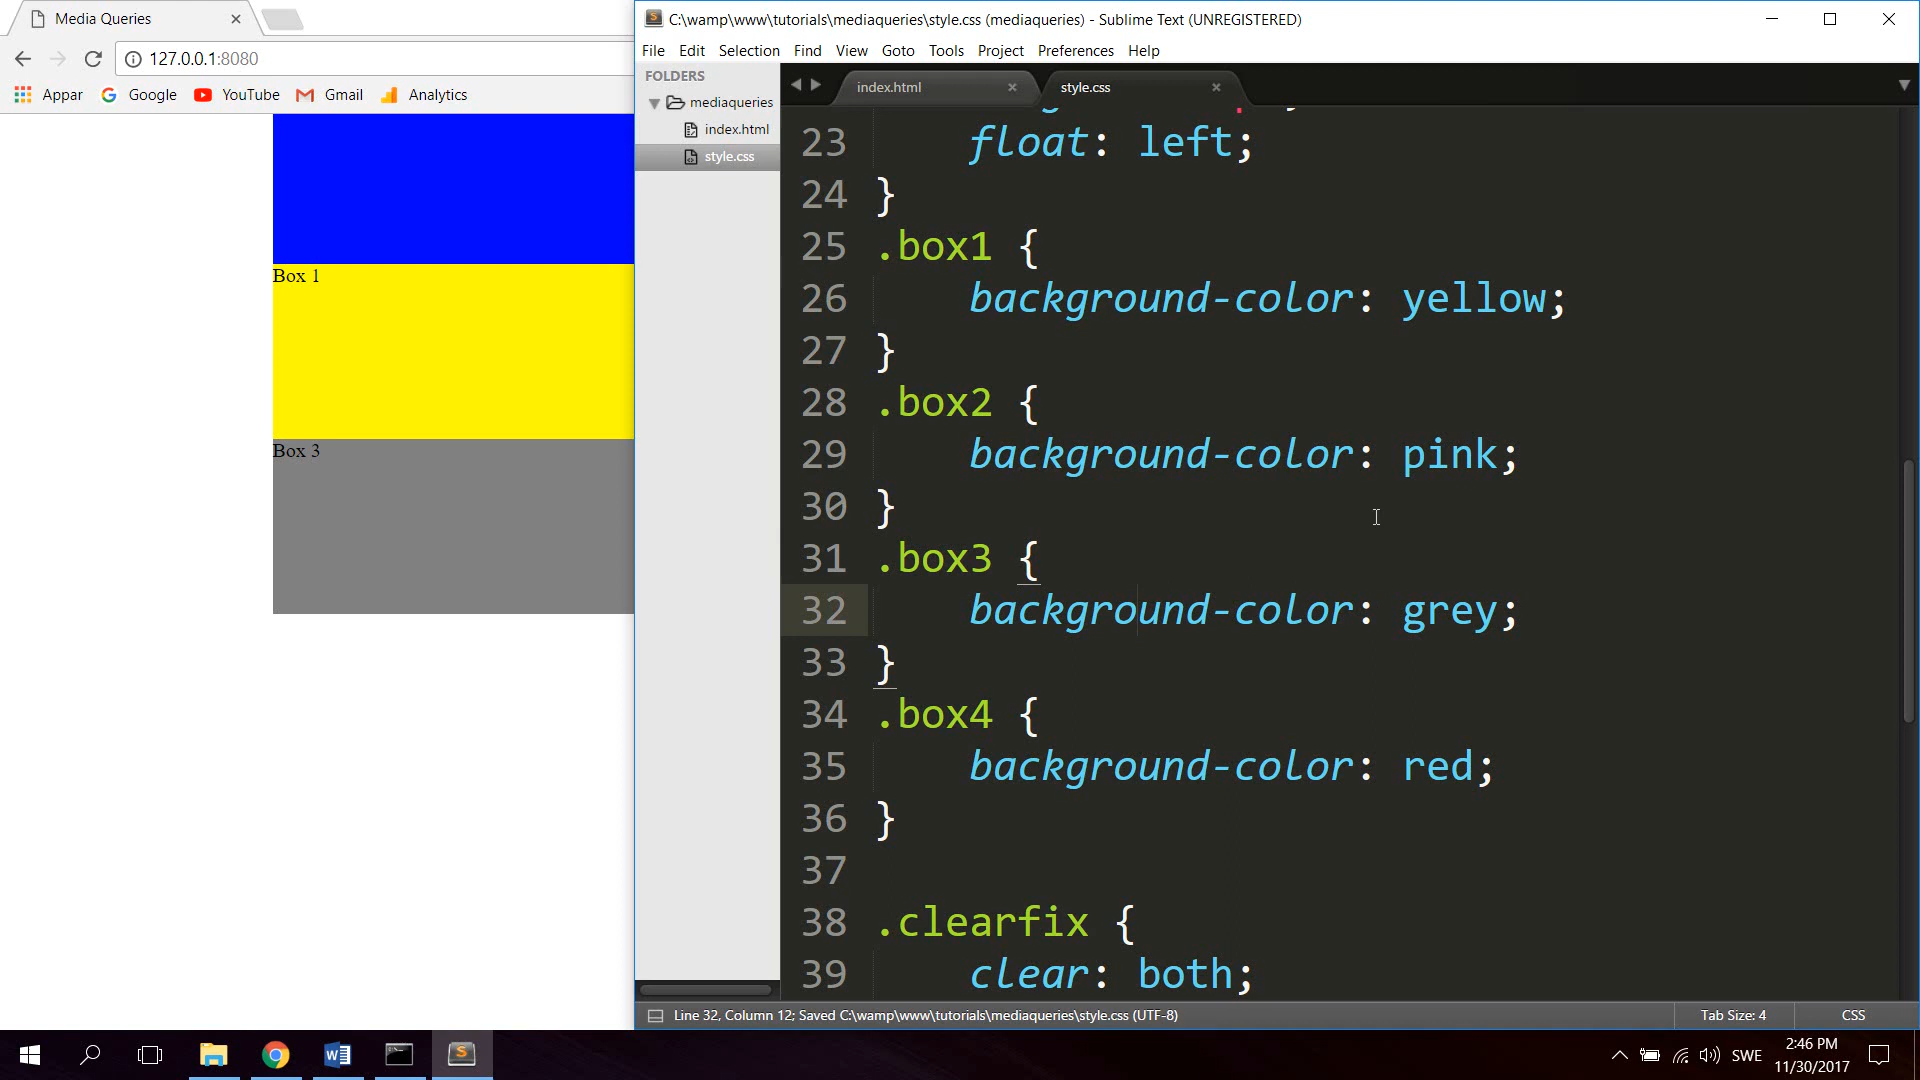 Media Queries
127.0.0.1:8080
Appar Google YouTube Gmail Analytics
Box 1
Box 3
C:\wamp\www\tutorials\mediaqueries\style.css (mediaqueries) - Sublime Text (UNREGISTERED)
File Edit Selection Find View Goto Tools Project Preferences Help
FOLDERS
mediaqueries
index.html
style.css
index.html style.css
23 float: left;
24 }
25 .box1 {
26 background-color: yellow;
27 }
28 .box2 {
29 background-color: pink;
30 }
31 .box3 {
32 background-color: grey;
33 }
34 .box4 {
35 background-color: red;
36 }
37
38 .clearfix {
39 clear: both;
Line 32, Column 12; Saved C:\wamp\www\tutorials\mediaqueries\style.css (UTF-8) Tab Size: 4 CSS
SWE
2:46 PM
11/30/2017